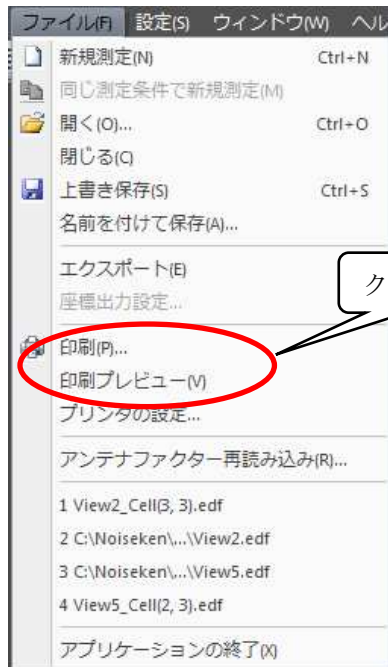 ファイル(F) 設定(S) ウィンドウ(W) ヘル
新規測定(N) Ctrl+N
同じ測定条件で新規測定(M)
開く(O)... Ctrl+O
閉じる(C)
上書き保存(S) Ctrl+S
名前を付けて保存(A)...
エクスポート(E)
座標出力設定...
ク
印刷(P)...
印刷プレビュー(V)
プリンタの設定...
アンテナファクター再読み込み(R)...
1 View2_Cell(3, 3).edf
2 C:\Noiseken\...\View2.edf
3 C:\Noiseken\...\View5.edf
4 View5_Cell(2, 3).edf
アプリケーションの終了(X)